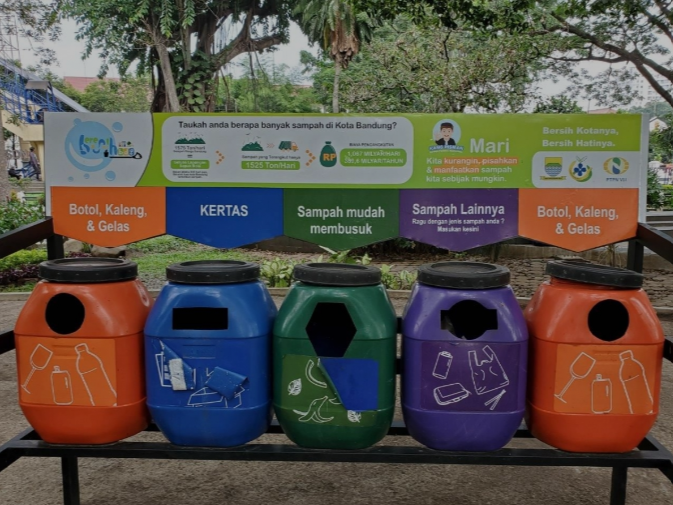 Taukah anda berapa banyak sampah di Kota Bandung?
1575 Ton/Hari
RP
Mari
Kita kurangin, pisahkan
& manfaatkan sampah
kita sebijak mungkin.
Bersih Kotanya,
Bersih Hatinya.
Botol, Kaleng,
& Gelas
KERTAS
Sampah mudah
membusuk
Sampah Lainnya
Ragu dengan jenis sampah anda ?
Masukan kesini!
Botol, Kaleng,
& Gelas